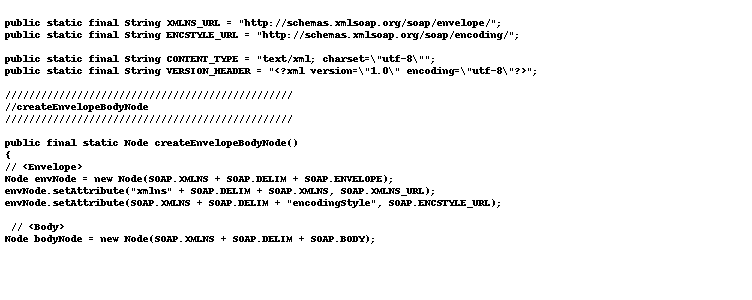 public static final String XMLNS_URL = "http://schemas.xmlsoap.org/soap/envelope/";
public static final String ENCSTYLE_URL = "http://schemas.xmlsoap.org/soap/encoding/";
public static final String CONTENT_TYPE = "text/xml; charset=\"utf-8\"";
public static final String VERSION_HEADER = "<?xml version=\"1.0\" encoding=\"utf-8\"?>";
////////////////////////////////////////////////
//createEnvelopeBodyNode
////////////////////////////////////////////////
public final static Node createEnvelopeBodyNode()
{
// <Envelope>
Node envNode = new Node(SOAP.XMLNS + SOAP.DELIM + SOAP.ENVELOPE);
envNode.setAttribute("xmlns" + SOAP.DELIM + SOAP.XMLNS, SOAP.XMLNS_URL);
envNode.setAttribute(SOAP.XMLNS + SOAP.DELIM + "encodingStyle", SOAP.ENCSTYLE_URL);
// <Body>
Node bodyNode = new Node(SOAP.XMLNS + SOAP.DELIM + SOAP.BODY);